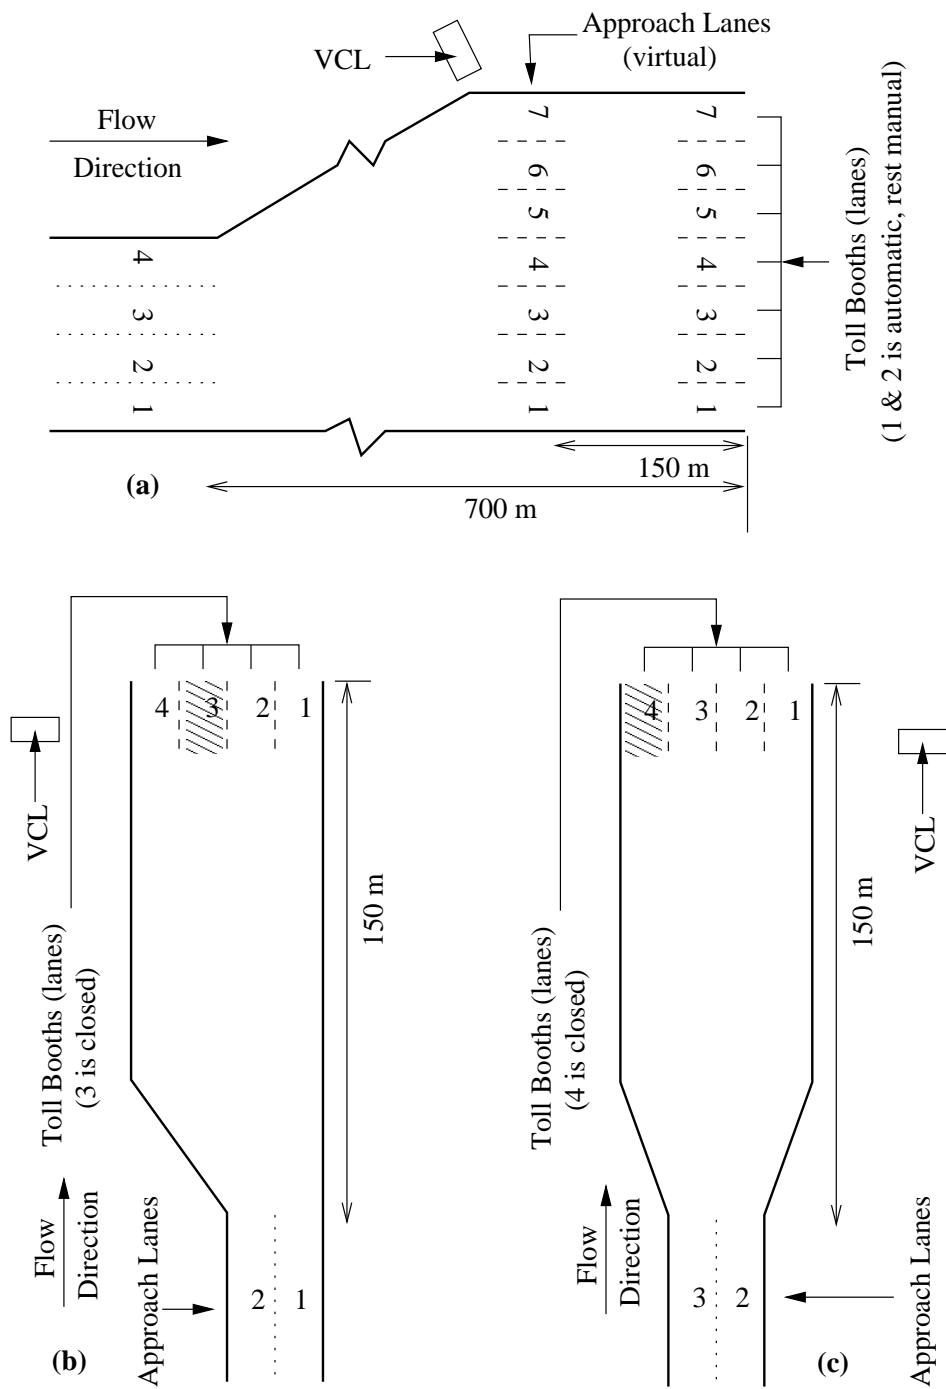 Approach Lanes
(virtual)
VCL
Flow
Direction
7
6
5
4
3
2
1
7
6
5
4
3
2
1
4
3
2
1
Toll Booths (lanes)
(1 & 2 is automatic, rest manual)
150 m
700 m
(a)
4
3
2
1
VCL
150 m
Toll Booths (lanes)
(3 is closed)
Flow
Direction
Approach Lanes
2
1
(b)
4
3
2
1
VCL
150 m
Toll Booths (lanes)
(4 is closed)
Flow
Direction
3
2
Approach Lanes
(c)